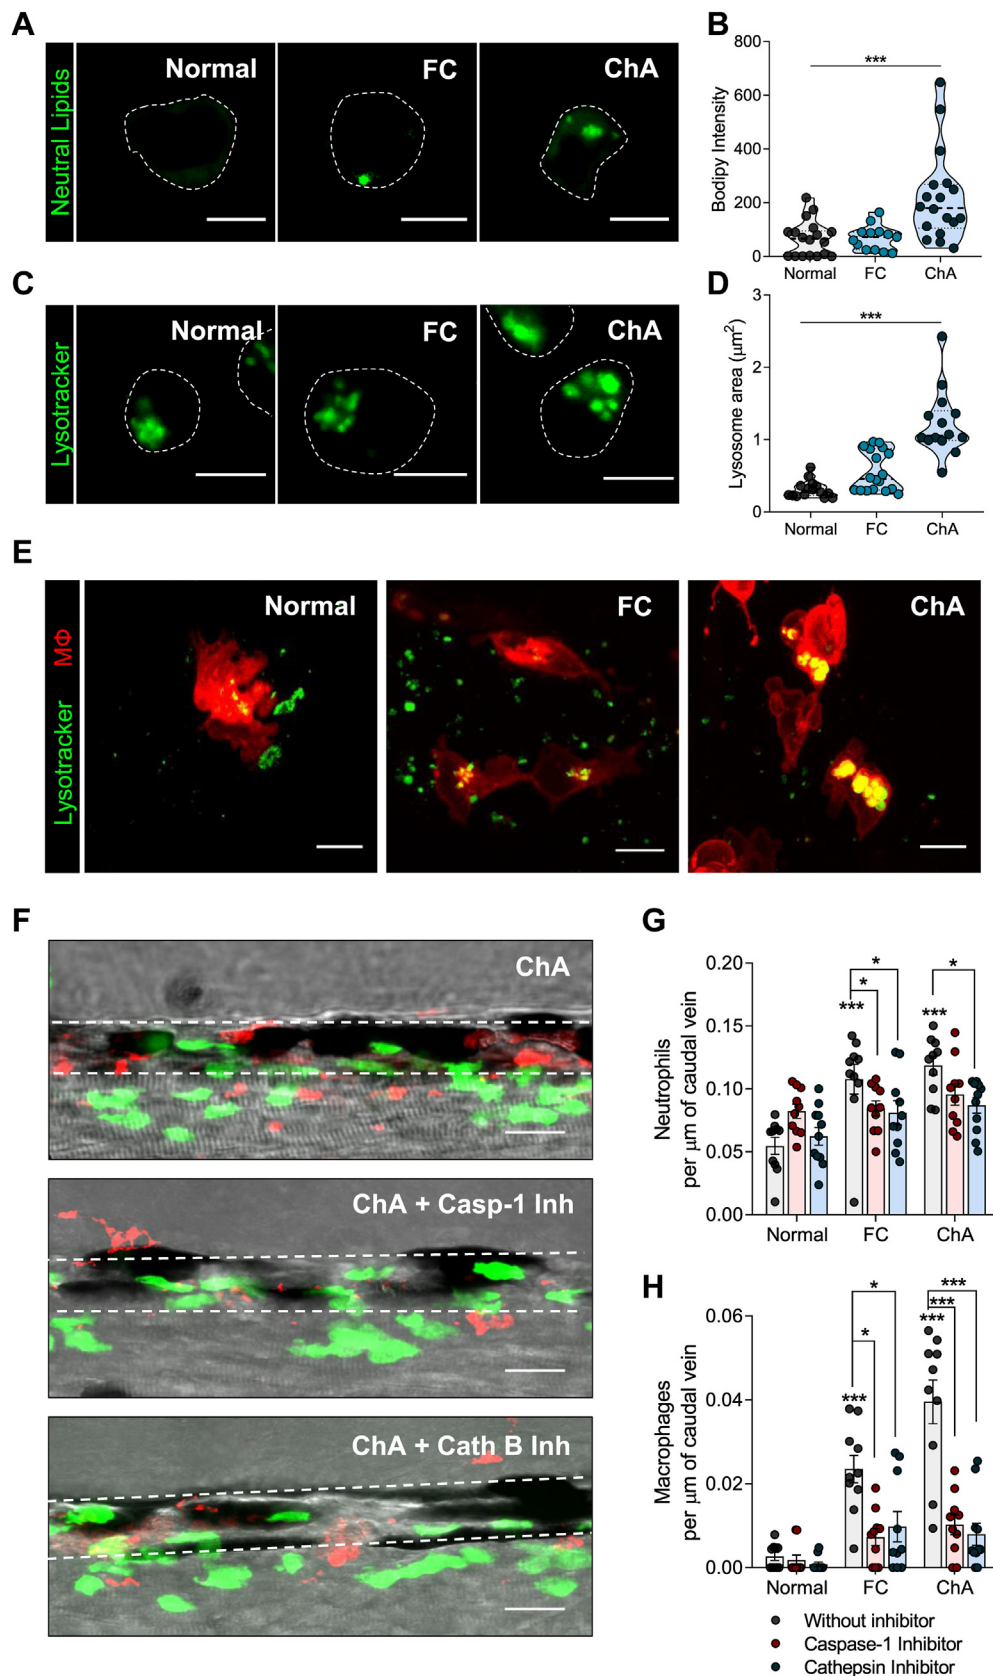 A
Neutral Lipids
Normal
FC
ChA
B
800
600
400
200
0
Bodipy Intensity
***
Normal
FC
ChA
C
Lysotracker
Normal
FC
ChA
D
3
2
1
0
Lysosome area (μm²)
***
Normal
FC
ChA
E
Lysotracker MΦ
Normal
FC
ChA
F
ChA
ChA + Casp-1 Inh
ChA + Cath B Inh
G
0.20
0.15
0.10
0.05
0.00
Neutrophils
per μm of caudal vein
*
*
***
*
***
Normal
FC
ChA
H
0.06
0.04
0.02
0.00
Macrophages
per μm of caudal vein
*
*
***
***
***
***
Normal
FC
ChA
Without inhibitor
Caspase-1 Inhibitor
Cathepsin Inhibitor